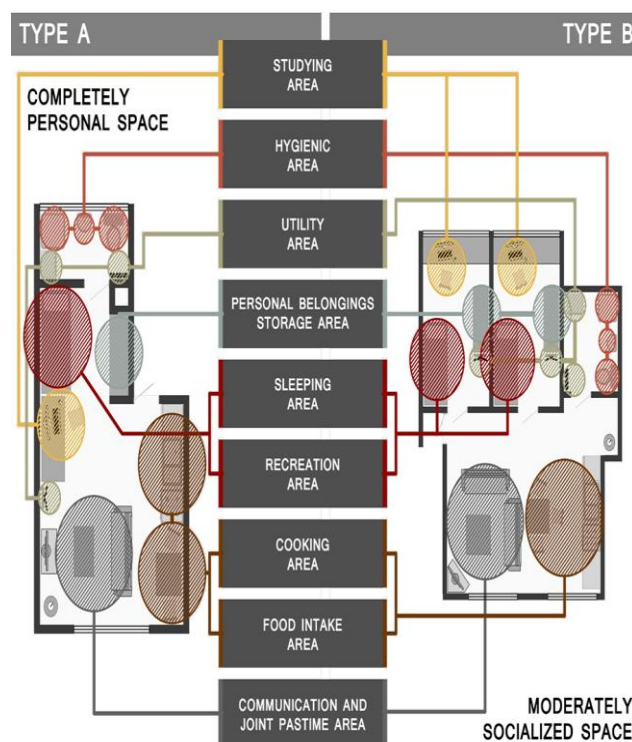 TYPE A
TYPE B
STUDYING
AREA
COMPLETELY
PERSONAL SPACE
HYGIENIC
AREA
UTILITY
AREA
PERSONAL BELONGINGS
STORAGE AREA
SLEEPING
AREA
RECREATION
AREA
COOKING
AREA
FOOD INTAKE
AREA
COMMUNICATION AND
JOINT PASTIME AREA
MODERATELY
SOCIALIZED SPACE